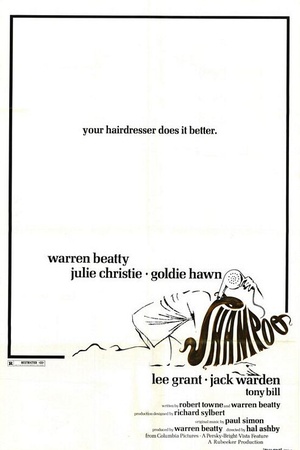 your hairdresser does it better.
warren beatty
julie christie · goldie hawn
SHAMPOO
lee grant · jack warden
tony bill
written by robert towne and warren beatty
production designed by richard sylbert
original music by paul simon
produced by warren beatty directed by hal ashby
from Columbia Pictures · A Persky-Bright Vista Feature
A Rubeeker Production
R RESTRICTED